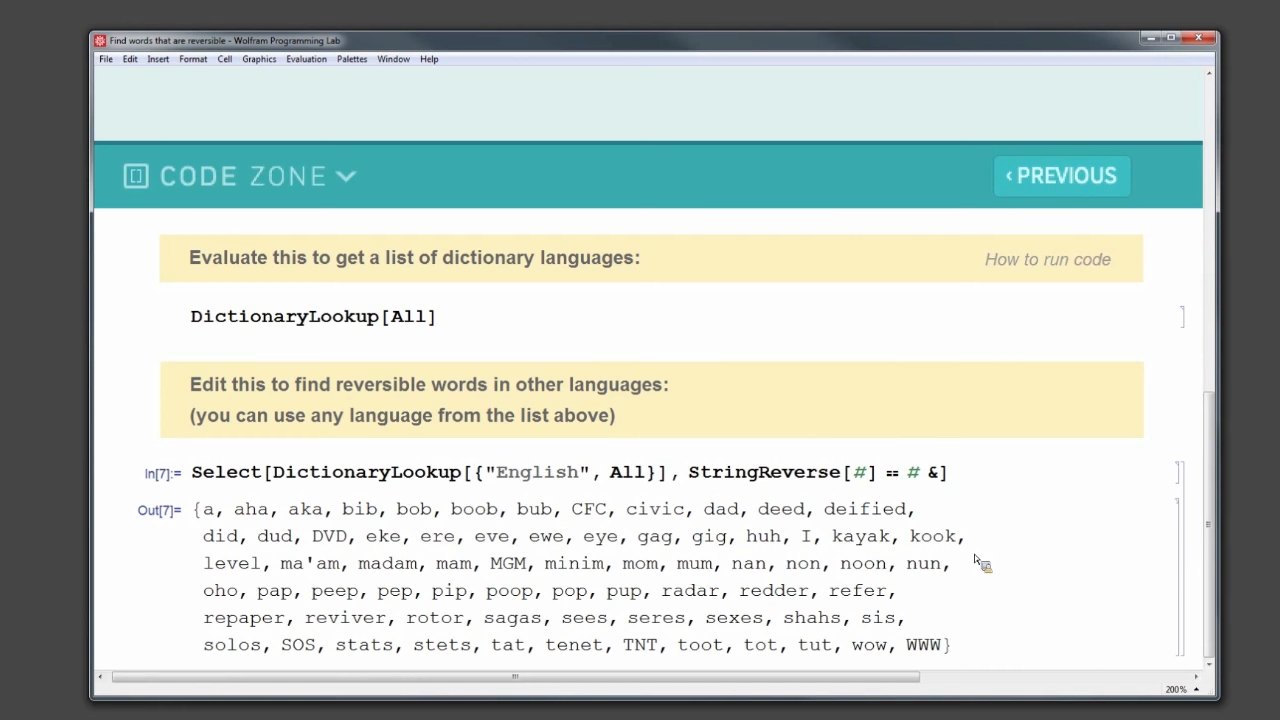 Find words that are reversible - Wolfram Programming Lab
File Edit Insert Format Cell Graphics Evaluation Palettes Window Help
[] CODE ZONE
‹ PREVIOUS
Evaluate this to get a list of dictionary languages:
How to run code
DictionaryLookup[All]
Edit this to find reversible words in other languages:
(you can use any language from the list above)
In[7]:= Select[DictionaryLookup[{"English", All}], StringReverse[#] == # &]
Out[7]= {a, aha, aka, bib, bob, boob, bub, CFC, civic, dad, deed, deified,
did, dud, DVD, eke, ere, eve, ewe, eye, gag, gig, huh, I, kayak, kook,
level, ma'am, madam, mam, MGM, minim, mom, mum, nan, non, noon, nun,
oho, pap, peep, pep, pip, poop, pop, pup, radar, redder, refer,
repaper, reviver, rotor, sagas, sees, seres, sexes, shahs, sis,
solos, SOS, stats, stets, tat, tenet, TNT, toot, tot, tut, wow, WWW}
200%